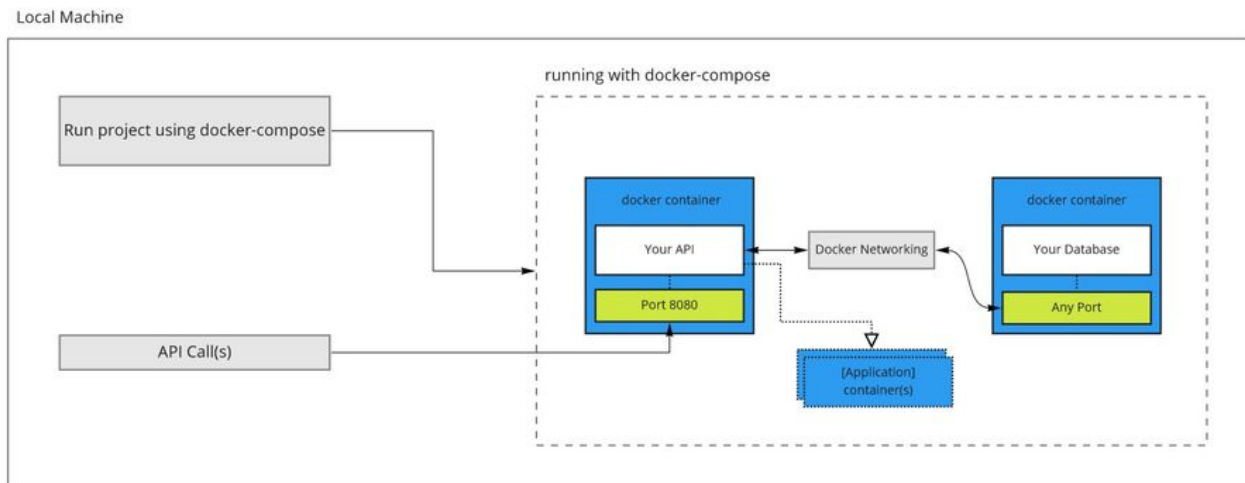 Local Machine
running with docker-compose
Run project using docker-compose
docker container
docker container
Your API
Docker Networking
Your Database
Port 8080
Any Port
API Call(s)
[Application]
container(s)